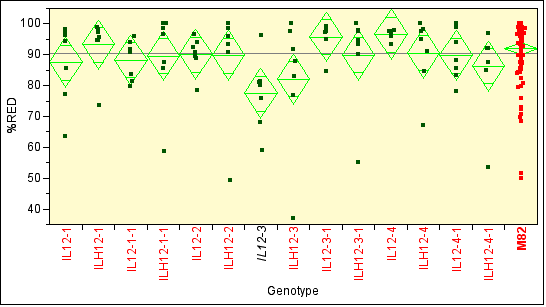 100
90
80
70
60
50
40
%RED
IL12-1
ILH12-1
IL12-1-1
ILH12-1-1
IL12-2
ILH12-2
IL12-3
ILH12-3
IL12-3-1
ILH12-3-1
IL12-4
ILH12-4
IL12-4-1
ILH12-4-1
M82
Genotype